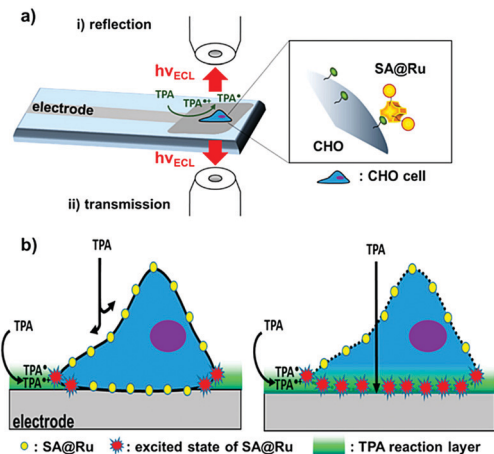 a)
i) reflection
hνECL
TPA
TPA•+
TPA•
electrode
hνECL
ii) transmission
SA@Ru
CHO
: CHO cell
b)
TPA
TPA
TPA•
TPA•+
electrode
TPA
TPA
TPA•
TPA•+
: SA@Ru
: excited state of SA@Ru
: TPA reaction layer